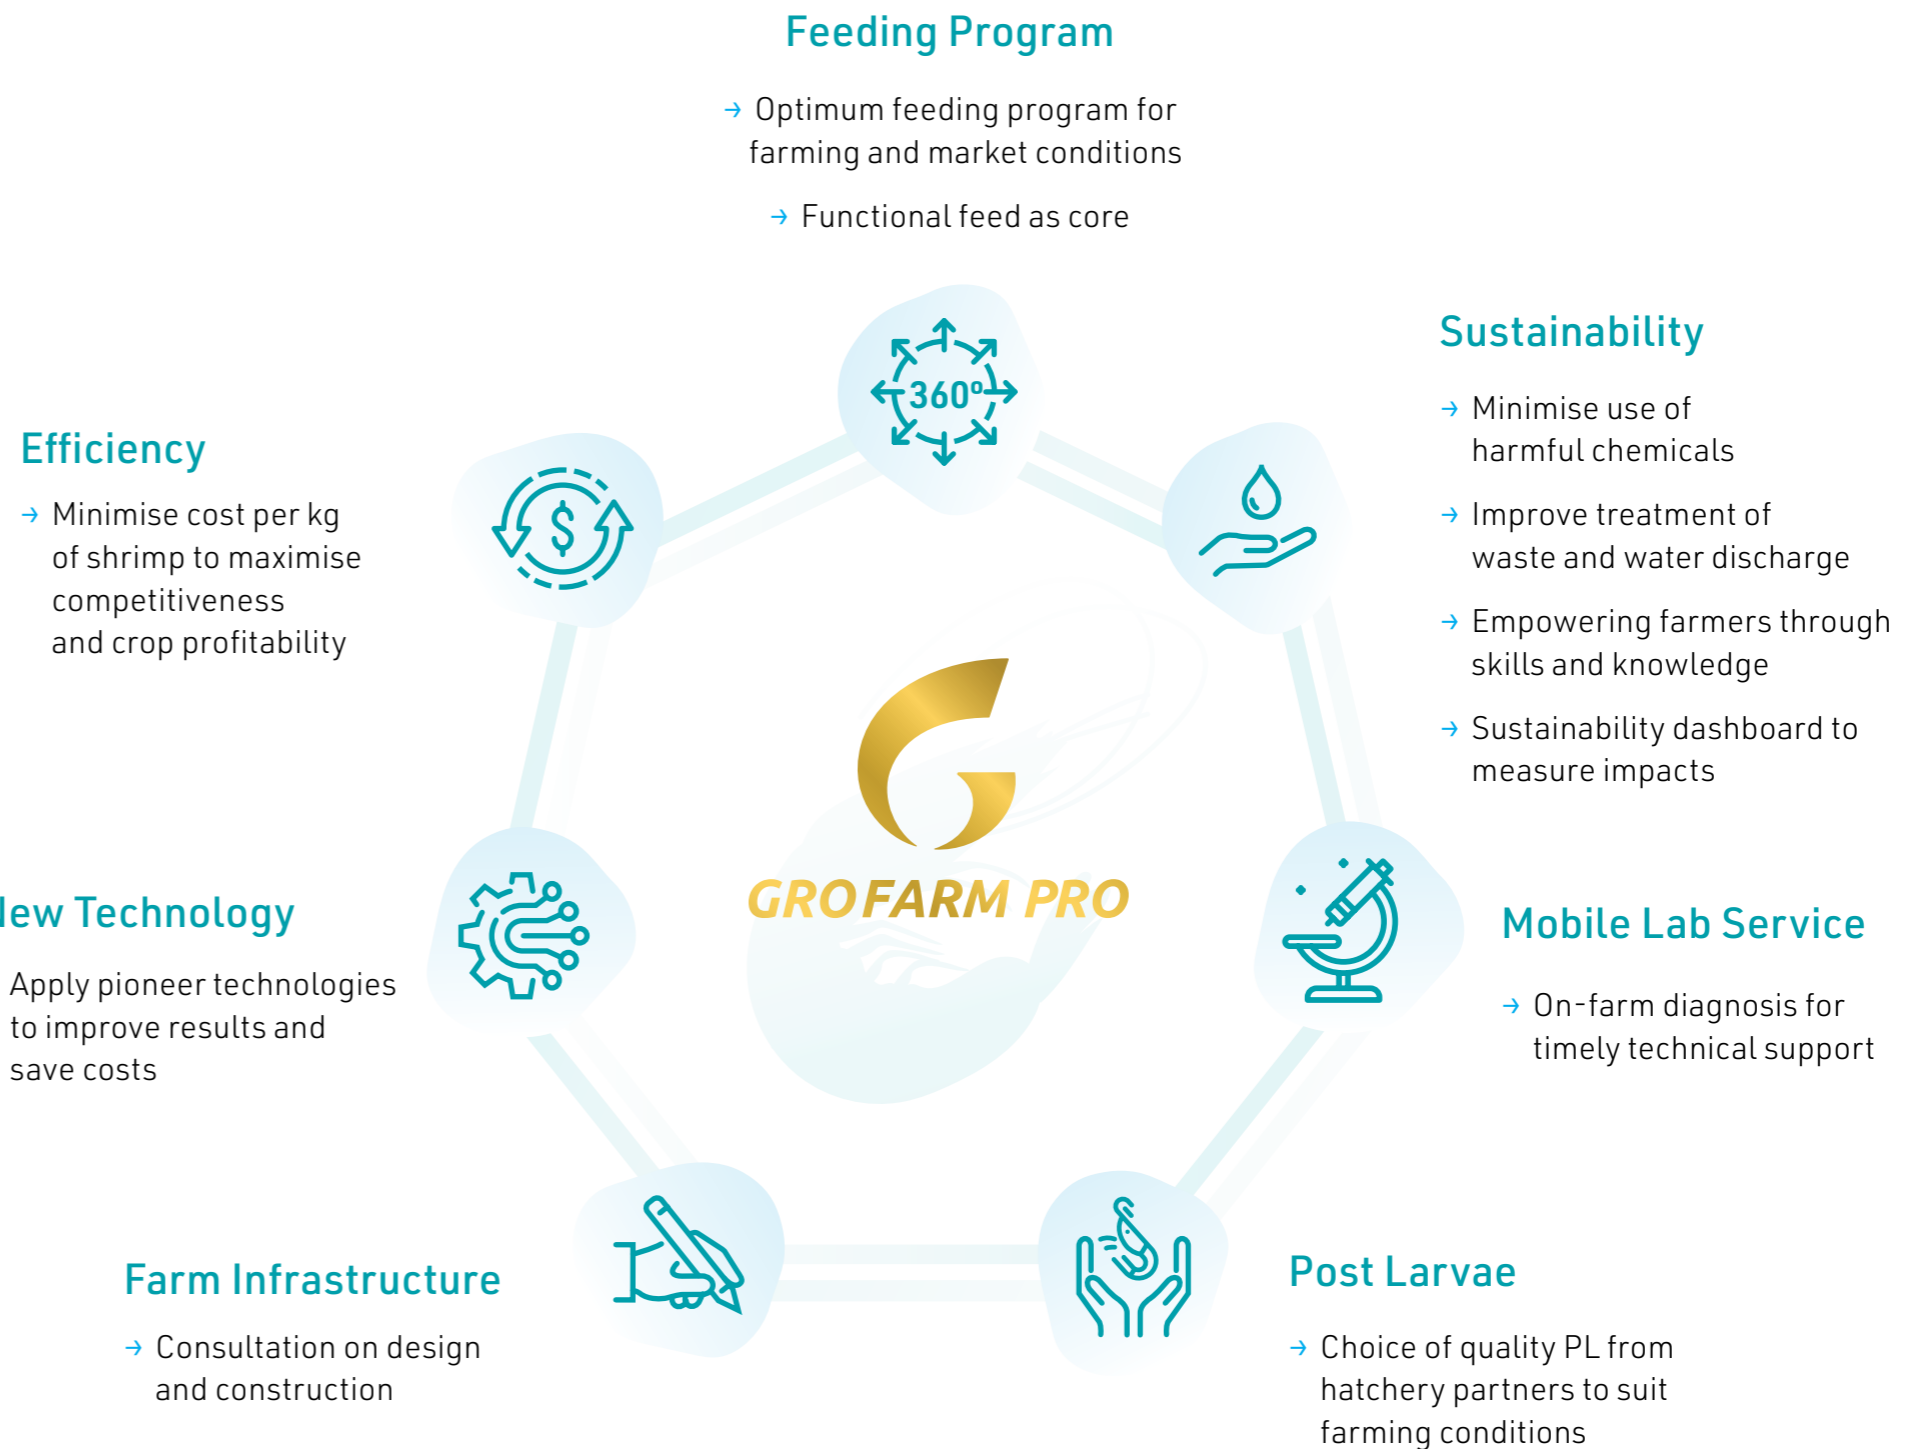 Feeding Program
→ Optimum feeding program for
farming and market conditions
→ Functional feed as core
360º
Sustainability
→ Minimise use of
harmful chemicals
→ Improve treatment of
waste and water discharge
→ Empowering farmers through
skills and knowledge
→ Sustainability dashboard to
measure impacts
Efficiency
→ Minimise cost per kg
of shrimp to maximise
competitiveness
and crop profitability
$
GROFARM PRO
New Technology
Apply pioneer technologies
to improve results and
save costs
Mobile Lab Service
→ On-farm diagnosis for
timely technical support
Farm Infrastructure
→ Consultation on design
and construction
Post Larvae
→ Choice of quality PL from
hatchery partners to suit
farming conditions